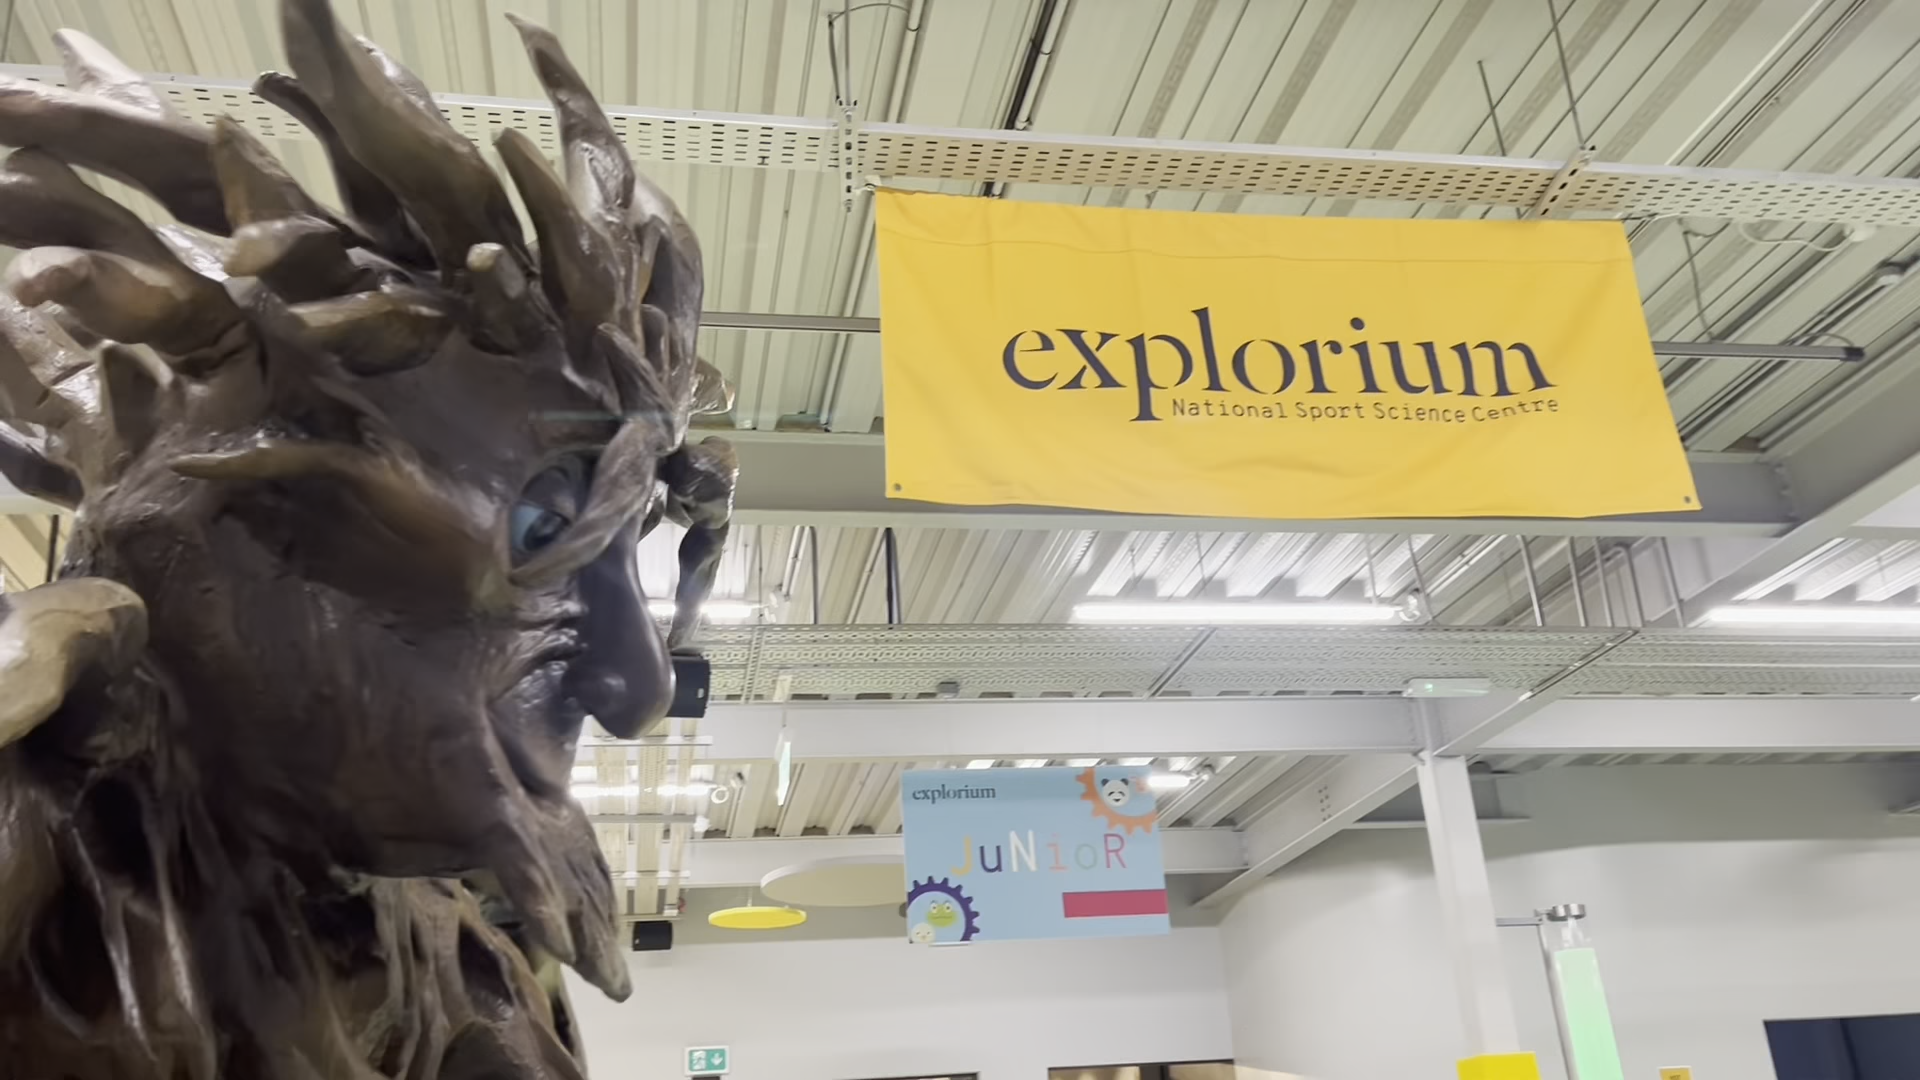 explorium
National Sport Science Centre
explorium
JuNioR